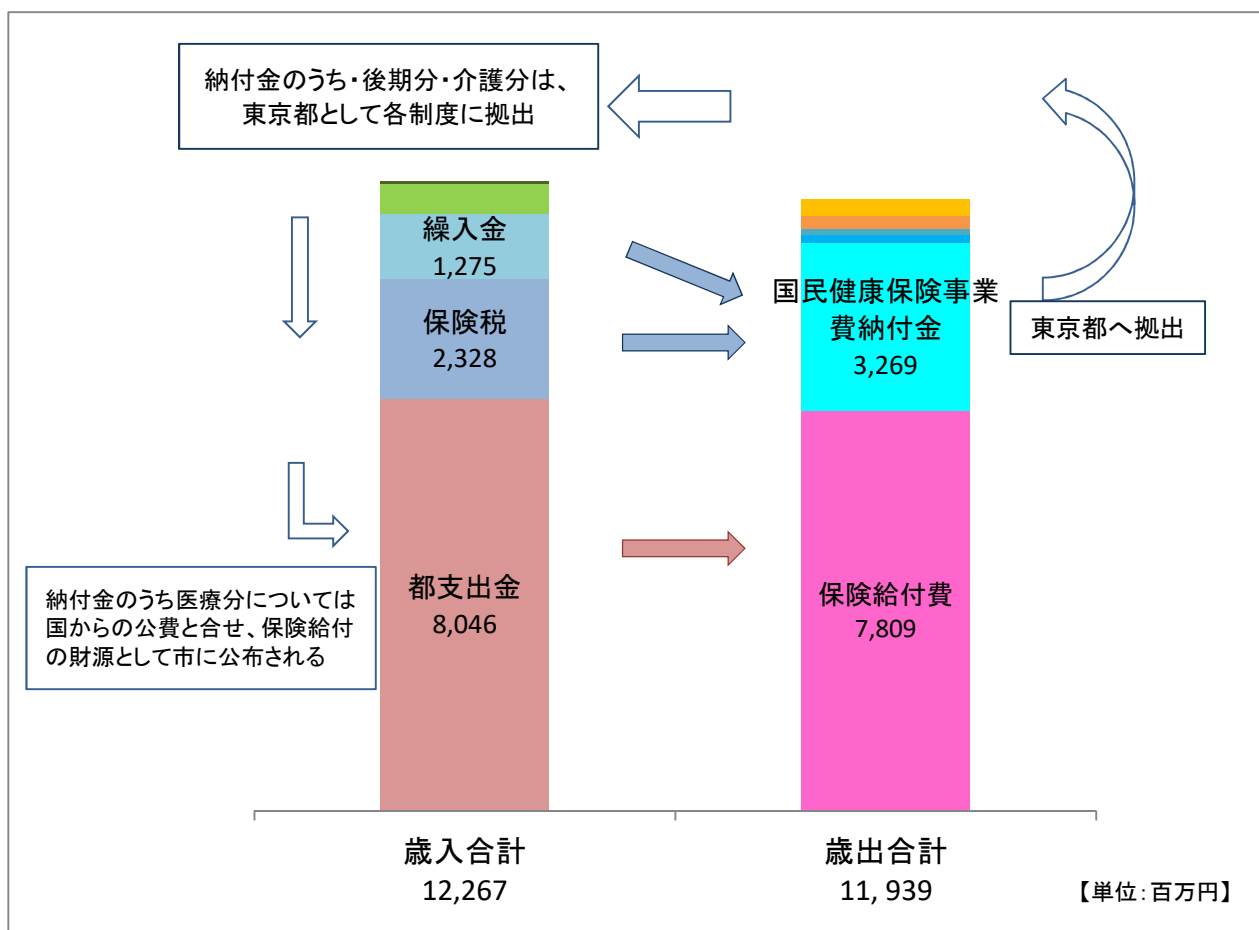 納付金のうち・後期分・介護分は、
東京都として各制度に拠出
繰入金
1,275
保険税
2,328
都支出金
8,046
国民健康保険事業
費納付金
3,269
保険給付費
7,809
東京都へ拠出
納付金のうち医療分については
国からの公費と合せ、保険給付
の財源として市に公布される
歳入合計
12,267
歳出合計
11,939
【単位:百万円】